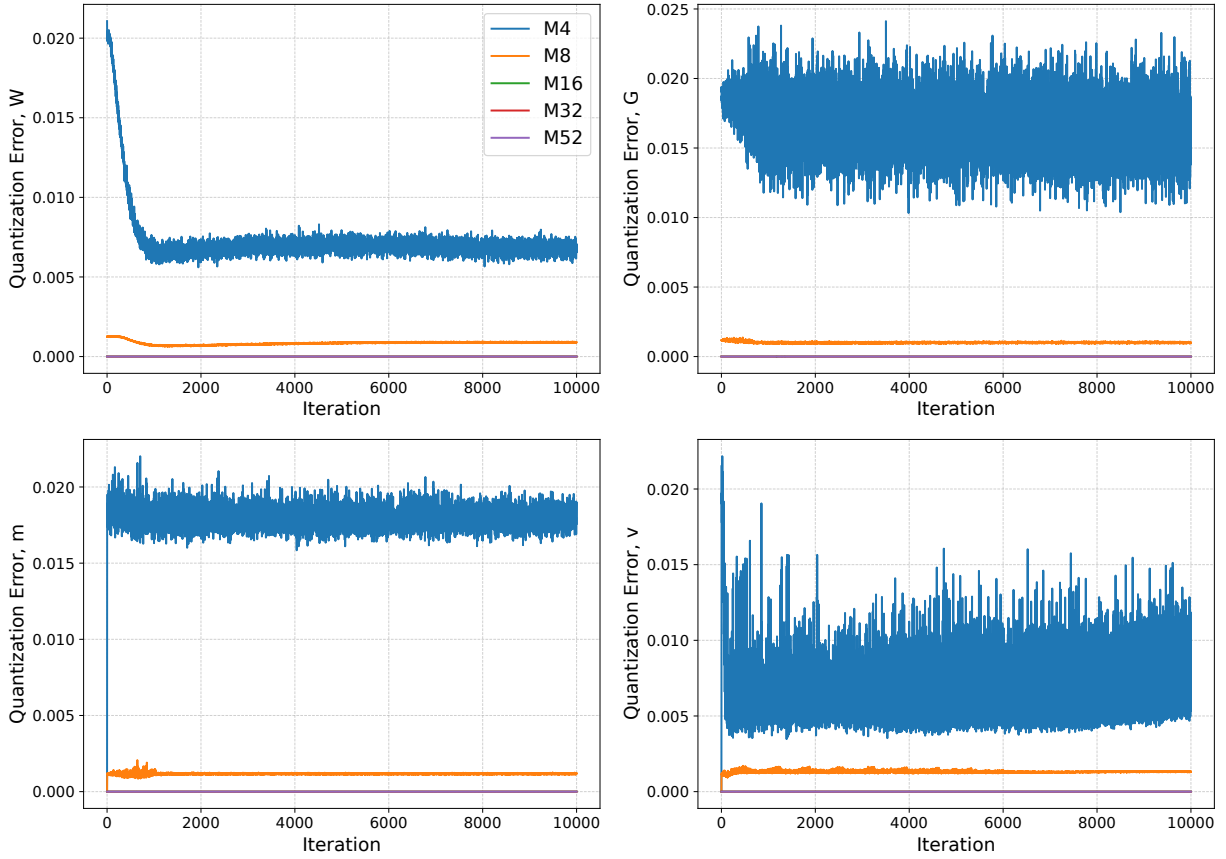 Quantization Error, W
0.020
0.015
0.010
0.005
0.000
0 2000 4000 6000 8000 10000
Iteration
M4
M8
M16
M32
M52
Quantization Error, G
0.025
0.020
0.015
0.010
0.005
0.000
0 2000 4000 6000 8000 10000
Iteration
Quantization Error, m
0.020
0.015
0.010
0.005
0.000
0 2000 4000 6000 8000 10000
Iteration
Quantization Error, v
0.020
0.015
0.010
0.005
0.000
0 2000 4000 6000 8000 10000
Iteration